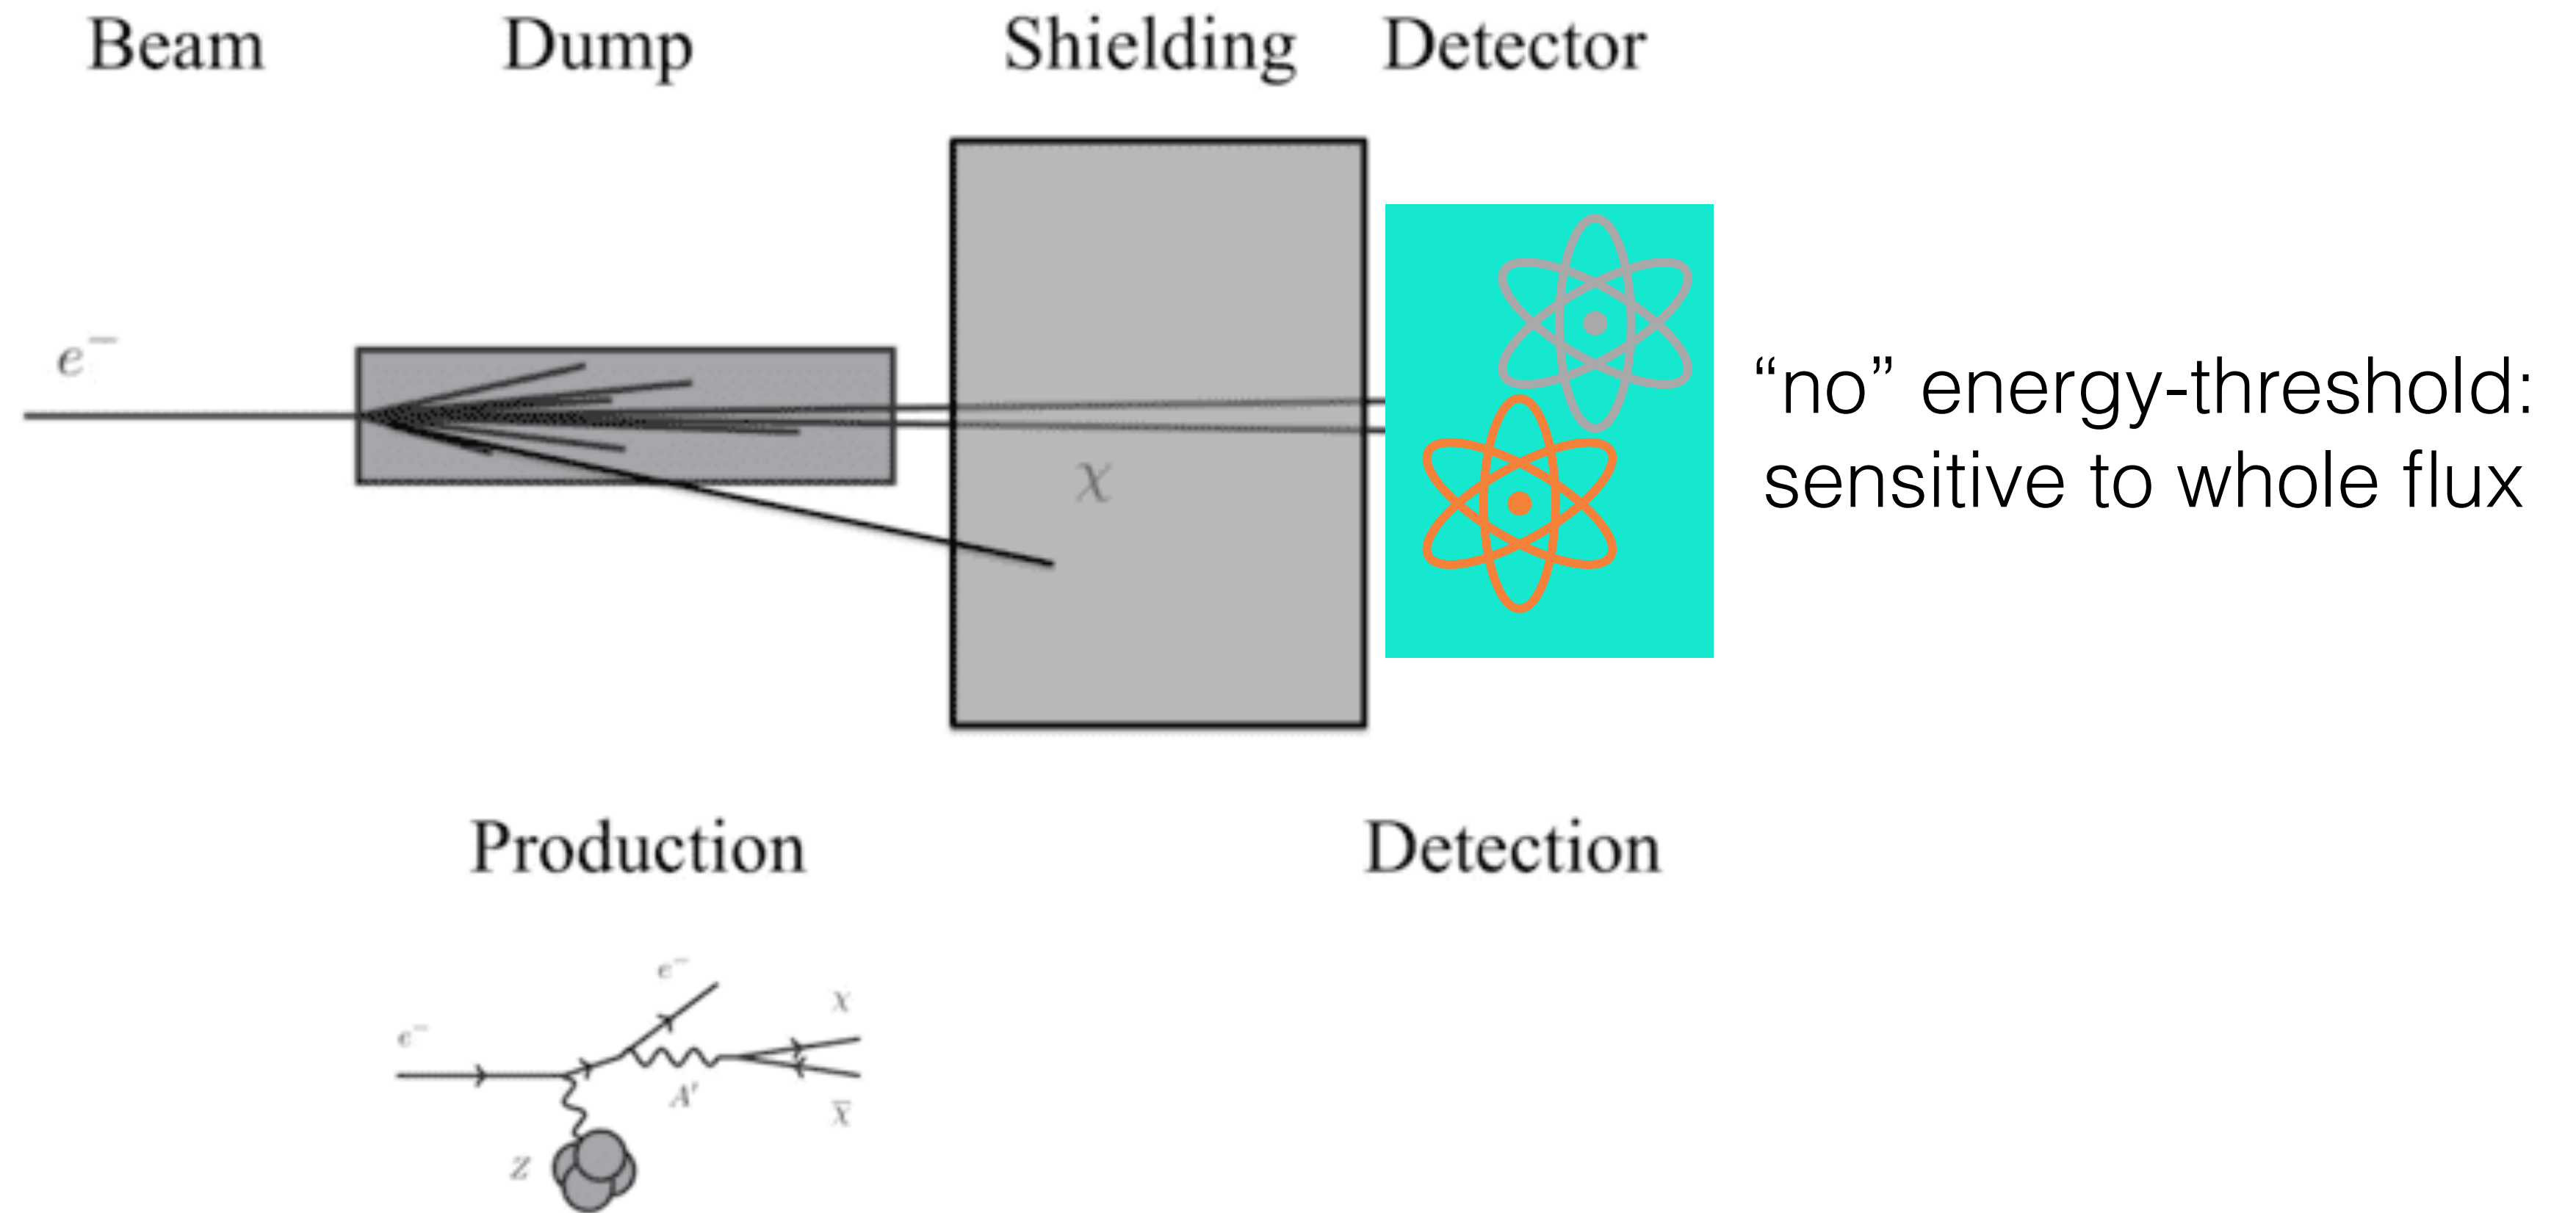 Beam Dump Shielding Detector
e⁻
χ
“no” energy-threshold:
sensitive to whole flux
Production Detection
e⁻
χ
e⁻
A′
χ̅
Z